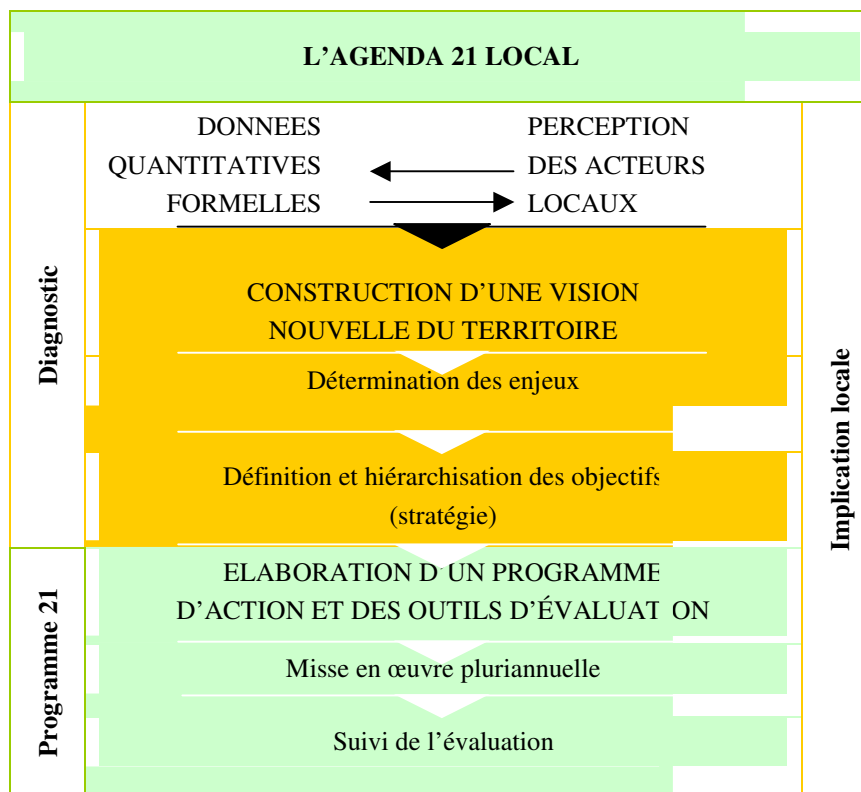 L’AGENDA 21 LOCAL
Diagnostic
DONNEES
QUANTITATIVES
FORMELLES
PERCEPTION
DES ACTEURS
LOCAUX
CONSTRUCTION D’UNE VISION
NOUVELLE DU TERRITOIRE
Détermination des enjeux
Définition et hiérarchisation des objectifs
(stratégie)
Programme 21
ELABORATION D’UN PROGRAMME
D’ACTION ET DES OUTILS D’ÉVALUATION
Misse en œuvre pluriannuelle
Suivi de l’évaluation
Implication locale